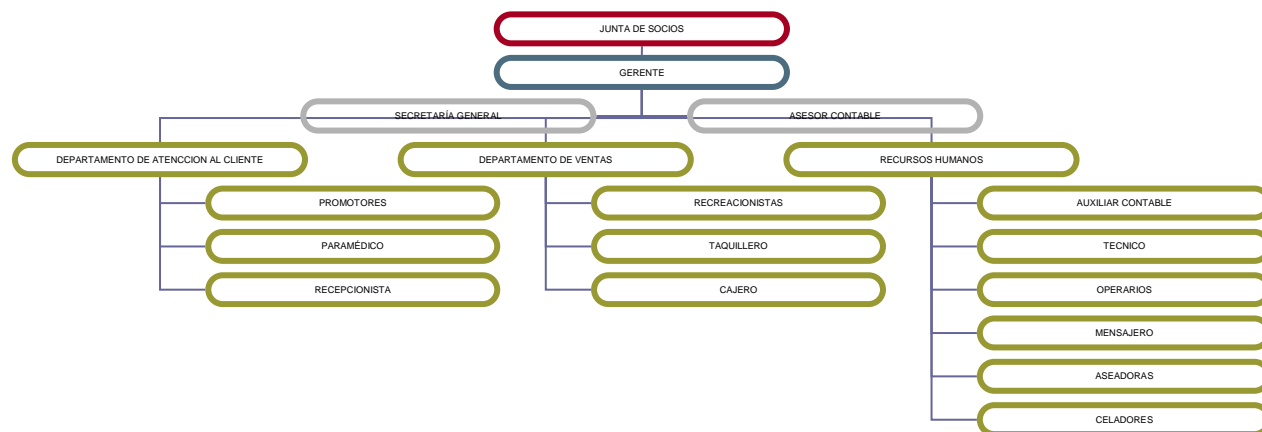 JUNTA DE SOCIOS
GERENTE
SECRETARÍA GENERAL
ASESOR CONTABLE
DEPARTAMENTO DE ATENCCION AL CLIENTE
DEPARTAMENTO DE VENTAS
RECURSOS HUMANOS
PROMOTORES
RECREACIONISTAS
AUXILIAR CONTABLE
PARAMÉDICO
TAQUILLERO
TECNICO
RECEPCIONISTA
CAJERO
OPERARIOS
MENSAJERO
ASEADORAS
CELADORES